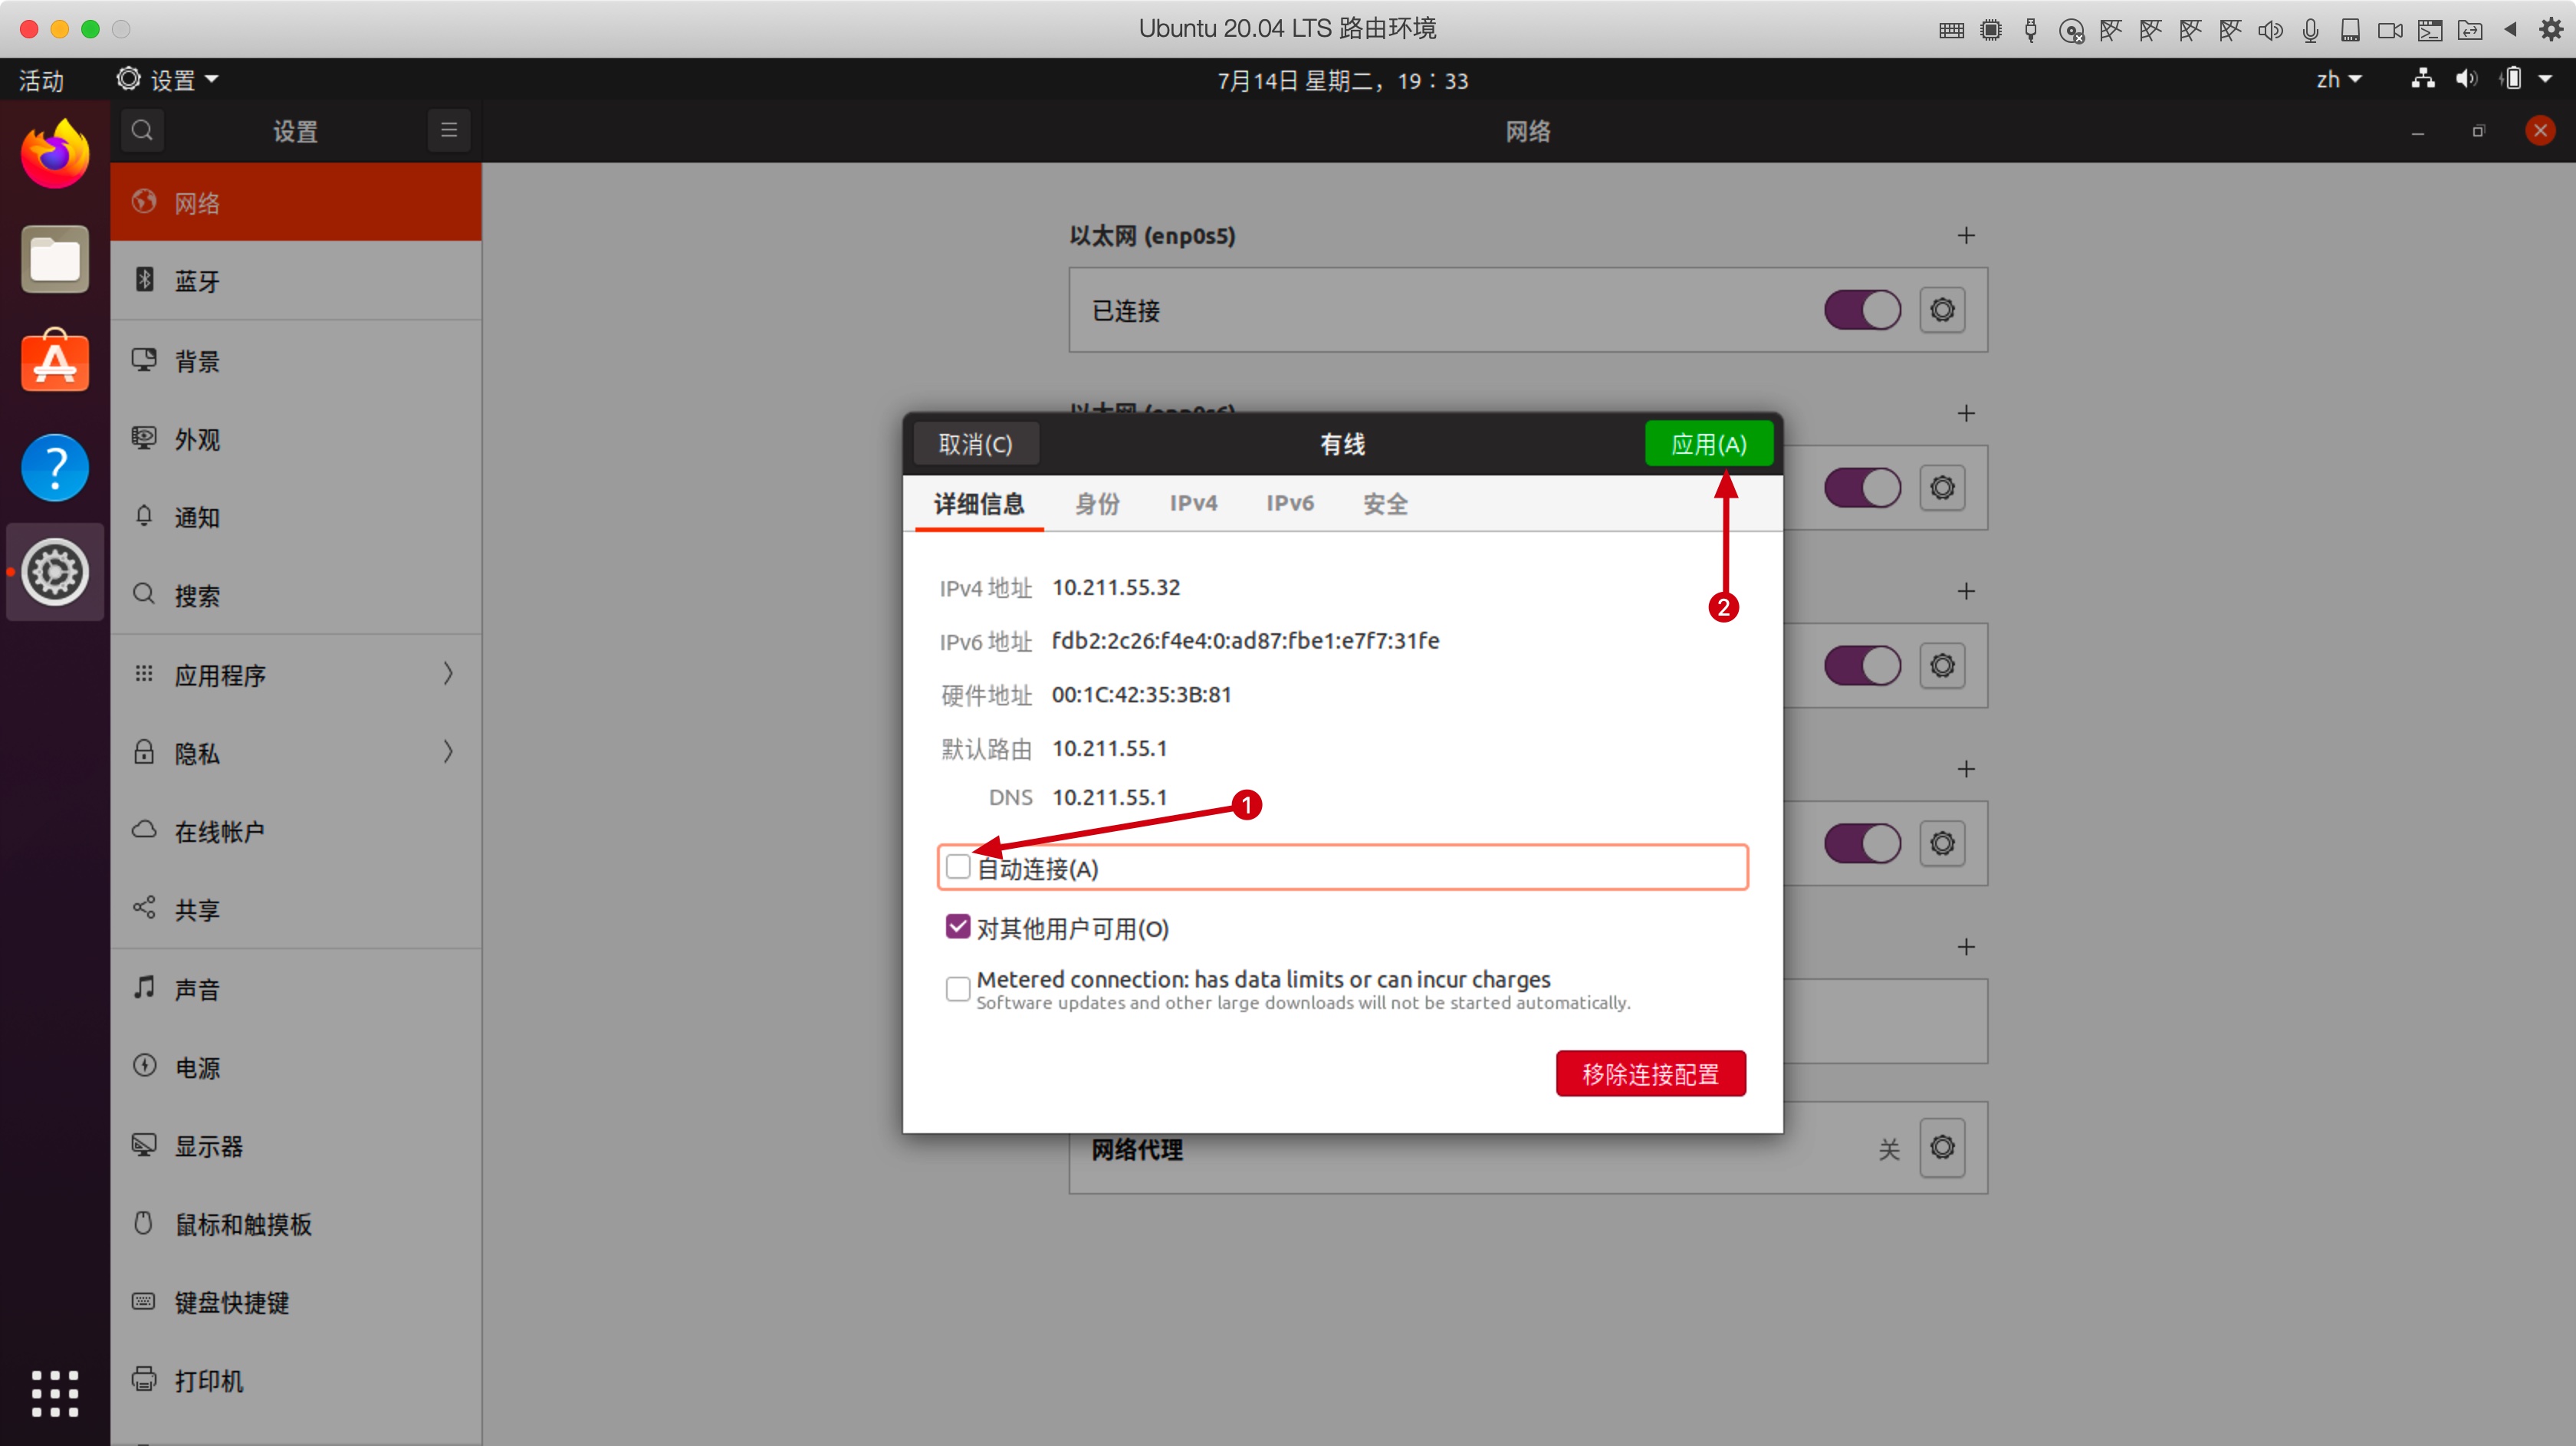 Ubuntu 20.04 LTS 路由环境
活动
设置
7月14日 星期二，19：33
zh
设置
网络
网络
蓝牙
背景
外观
通知
搜索
应用程序
隐私
在线帐户
共享
声音
电源
显示器
鼠标和触摸板
键盘快捷键
打印机
以太网 (enp0s5)
已连接
以太网 (enp0s6)
取消(C)
有线
应用(A)
详细信息
身份
IPv4
IPv6
安全
IPv4 地址 10.211.55.32
IPv6 地址 fdb2:2c26:f4e4:0:ad87:fbe1:e7f7:31fe
硬件地址 00:1C:42:35:3B:81
默认路由 10.211.55.1
DNS 10.211.55.1
1
2
自动连接(A)
对其他用户可用(O)
Metered connection: has data limits or can incur charges
Software updates and other large downloads will not be started automatically.
移除连接配置
网络代理
关